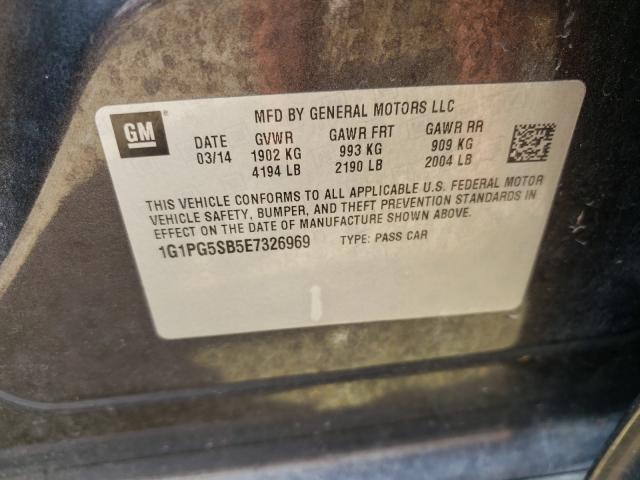 GM
MFD BY GENERAL MOTORS LLC
DATE GVWR GAWR FRT GAWR RR
03/14 1902 KG 993 KG 909 KG
4194 LB 2190 LB 2004 LB
THIS VEHICLE CONFORMS TO ALL APPLICABLE U.S. FEDERAL MOTOR
VEHICLE SAFETY, BUMPER, AND THEFT PREVENTION STANDARDS IN
EFFECT ON THE DATE OF MANUFACTURE SHOWN ABOVE.
1G1PG5SB5E7326969 TYPE: PASS CAR